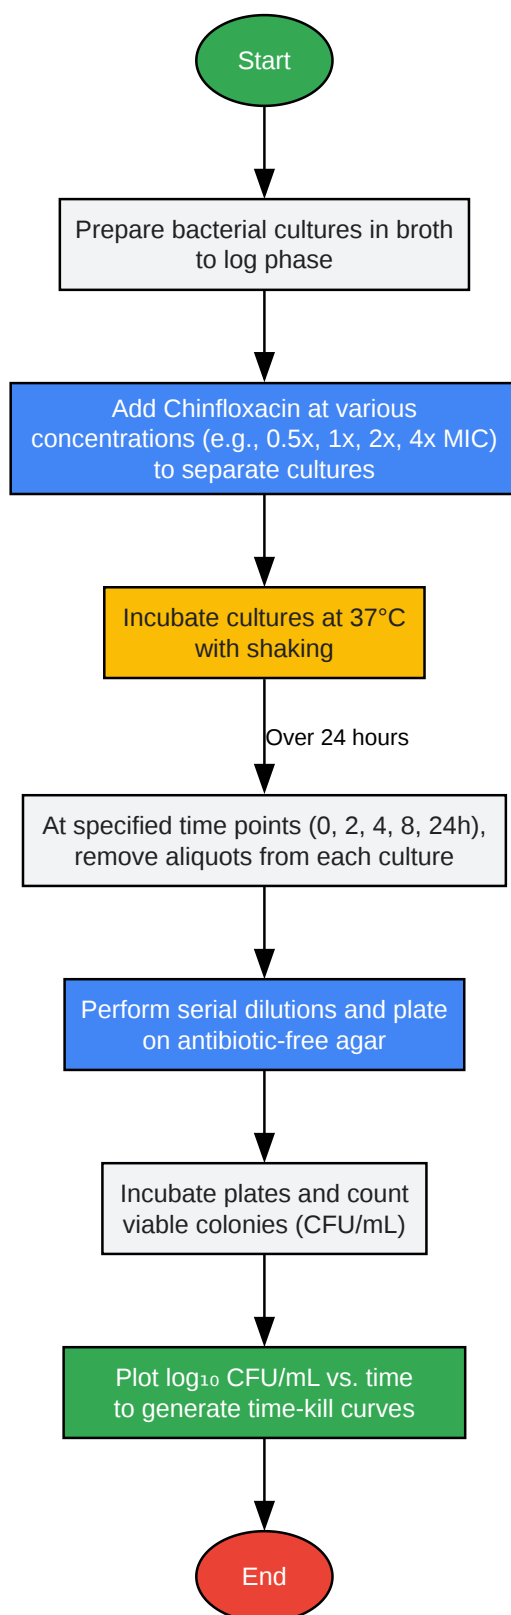 Start
Prepare bacterial cultures in broth
to log phase
Add Chinfloxacin at various
concentrations (e.g., 0.5x, 1x, 2x, 4x MIC)
to separate cultures
Incubate cultures at 37°C
with shaking
Over 24 hours
At specified time points (0, 2, 4, 8, 24h),
remove aliquots from each culture
Perform serial dilutions and plate
on antibiotic-free agar
Incubate plates and count
viable colonies (CFU/mL)
Plot log₁₀ CFU/mL vs. time
to generate time-kill curves
End